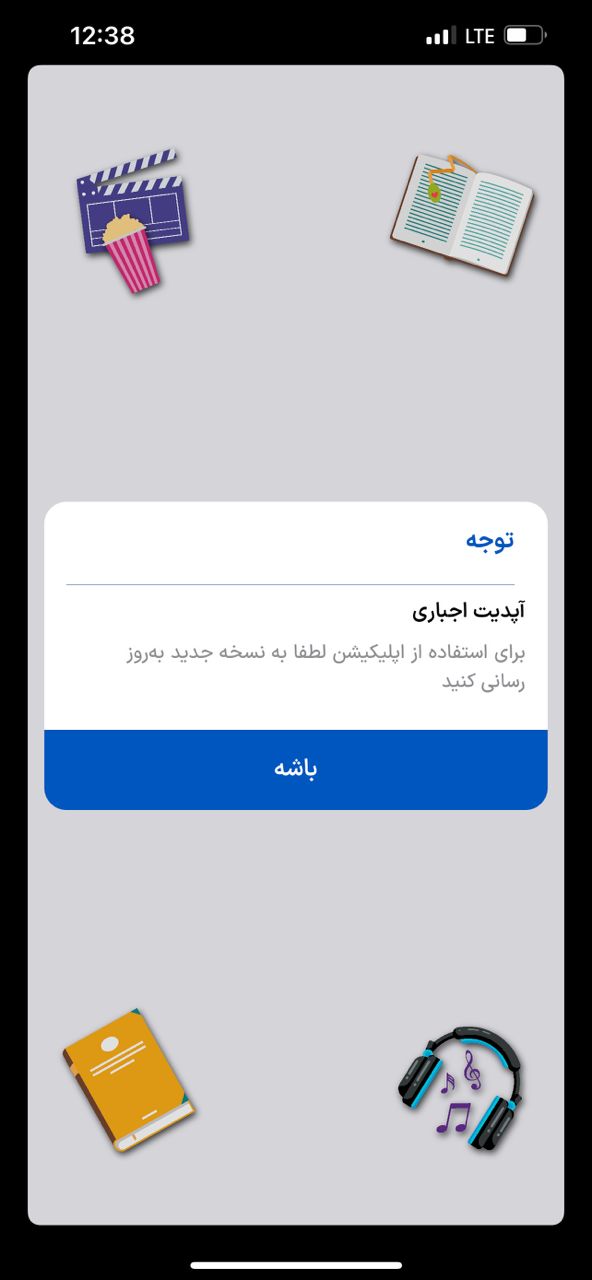 12:38
LTE
توجه
آپدیت اجباری
برای استفاده از اپلیکیشن لطفا به نسخه جدید به‌روز
رسانی کنید
باشه